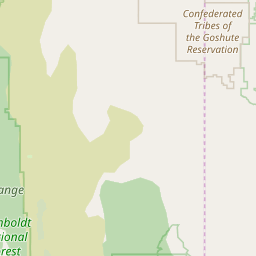 Confederated
Tribes of
the Goshute
Reservation
ange
mboldt
ional
rest